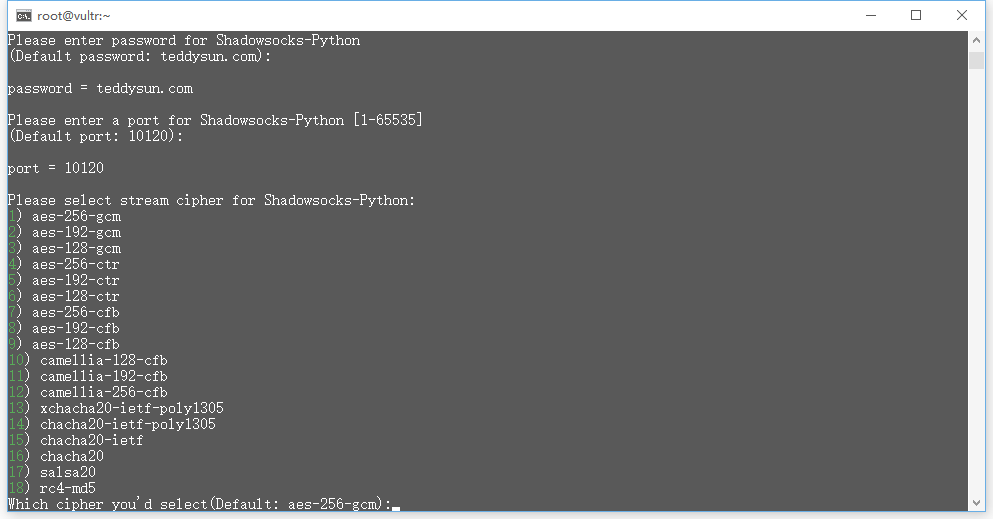 root@vultr:~
Please enter password for Shadowsocks-Python
(Default password: teddysun.com):
password = teddysun.com
Please enter a port for Shadowsocks-Python [1-65535]
(Default port: 10120):
port = 10120
Please select stream cipher for Shadowsocks-Python:
1) aes-256-gcm
2) aes-192-gcm
3) aes-128-gcm
4) aes-256-ctr
5) aes-192-ctr
6) aes-128-ctr
7) aes-256-cfb
8) aes-192-cfb
9) aes-128-cfb
10) camellia-128-cfb
11) camellia-192-cfb
12) camellia-256-cfb
13) xchacha20-ietf-poly1305
14) chacha20-ietf-poly1305
15) chacha20-ietf
16) chacha20
17) salsa20
18) rc4-md5
Which cipher you'd select(Default: aes-256-gcm):